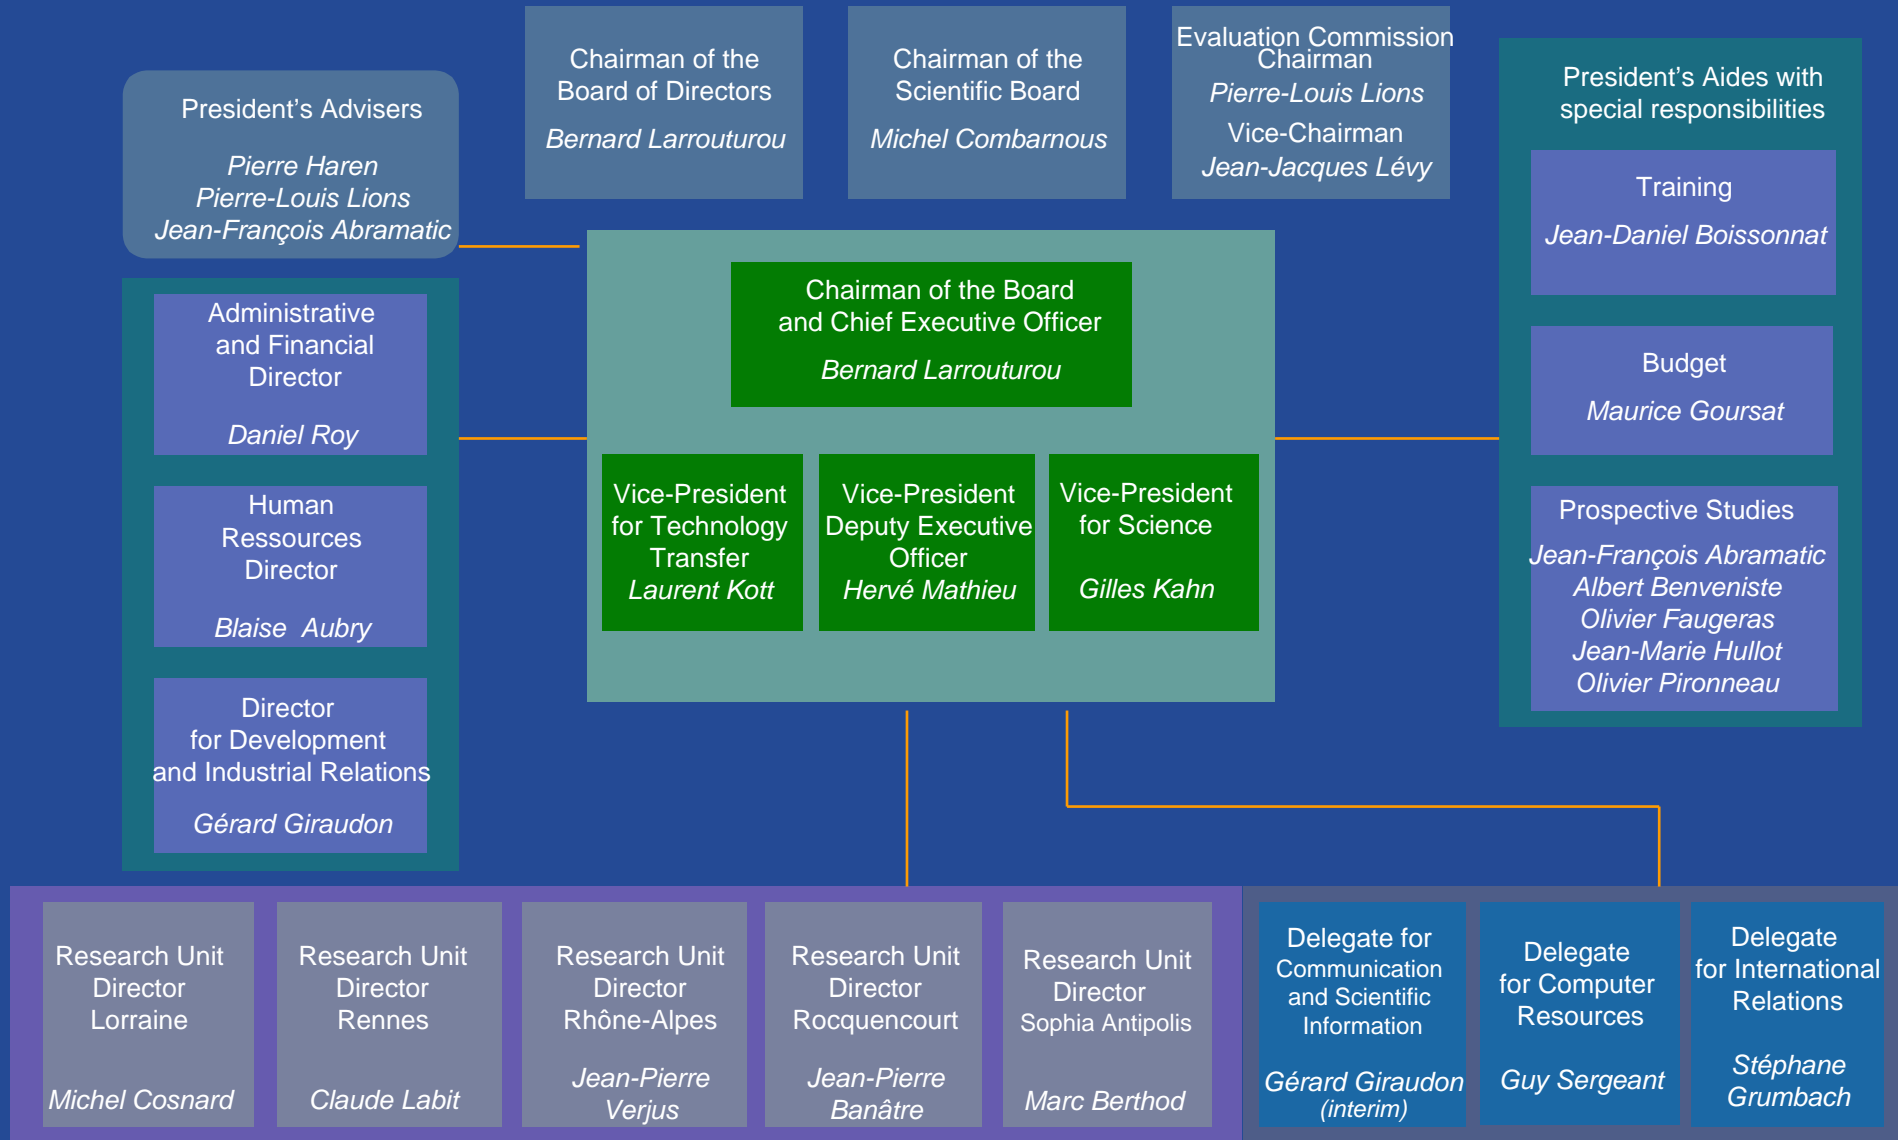 President’s Advisers
Pierre Haren
Pierre-Louis Lions
Jean-François Abramatic
Chairman of the
Board of Directors
Bernard Larrouturou
Chairman of the
Scientific Board
Michel Combarnous
Evaluation Commission
Chairman
Pierre-Louis Lions
Vice-Chairman
Jean-Jacques Lévy
President’s Aides with
special responsibilities
Training
Jean-Daniel Boissonnat
Budget
Maurice Goursat
Prospective Studies
Jean-François Abramatic
Albert Benveniste
Olivier Faugeras
Jean-Marie Hullot
Olivier Pironneau
Administrative
and Financial
Director
Daniel Roy
Human
Ressources
Director
Blaise Aubry
Director
for Development
and Industrial Relations
Gérard Giraudon
Chairman of the Board
and Chief Executive Officer
Bernard Larrouturou
Vice-President
for Technology
Transfer
Laurent Kott
Vice-President
Deputy Executive
Officer
Hervé Mathieu
Vice-President
for Science
Gilles Kahn
Research Unit
Director
Lorraine
Michel Cosnard
Research Unit
Director
Rennes
Claude Labit
Research Unit
Director
Rhône-Alpes
Jean-Pierre
Verjus
Research Unit
Director
Rocquencourt
Jean-Pierre
Banâtre
Research Unit
Director
Sophia Antipolis
Marc Berthod
Delegate for
Communication
and Scientific
Information
Gérard Giraudon
(interim)
Delegate
for Computer
Resources
Guy Sergeant
Delegate
for International
Relations
Stéphane
Grumbach